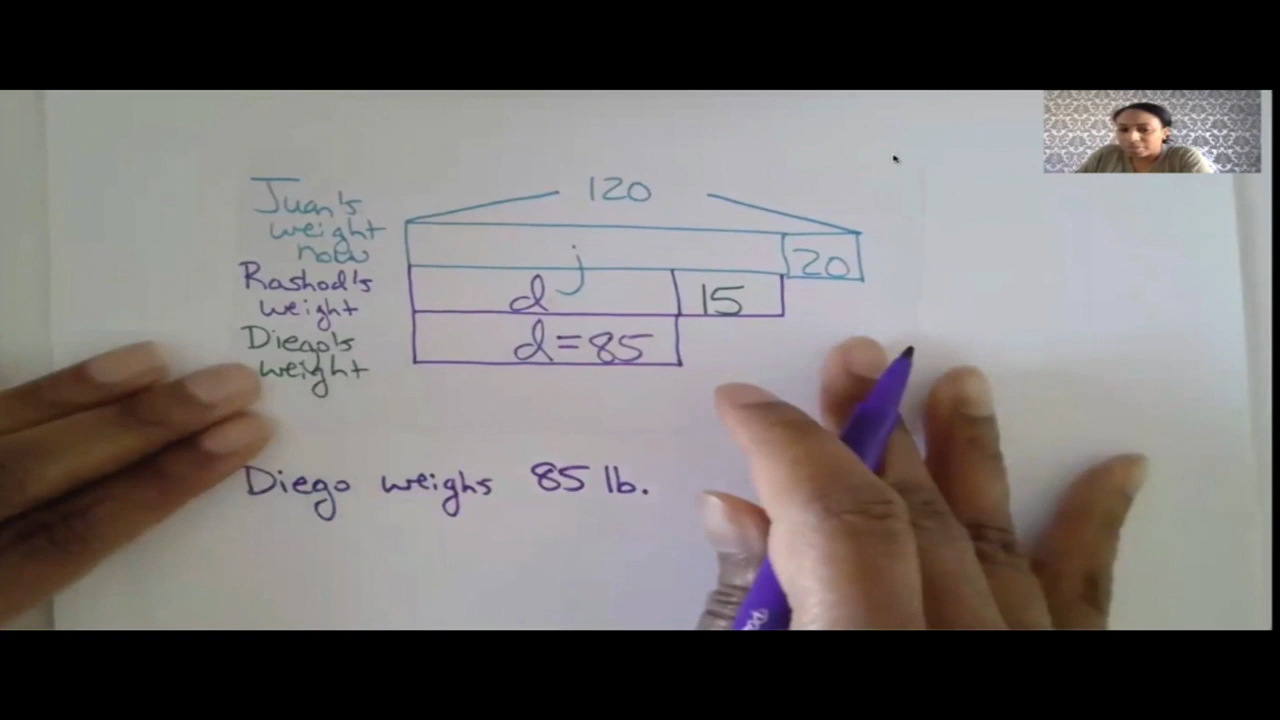 Juan's
weight
now
120
j
20
Rashod's
weight
d
15
Diego's
weight
d=85
Diego weighs 85 lb.